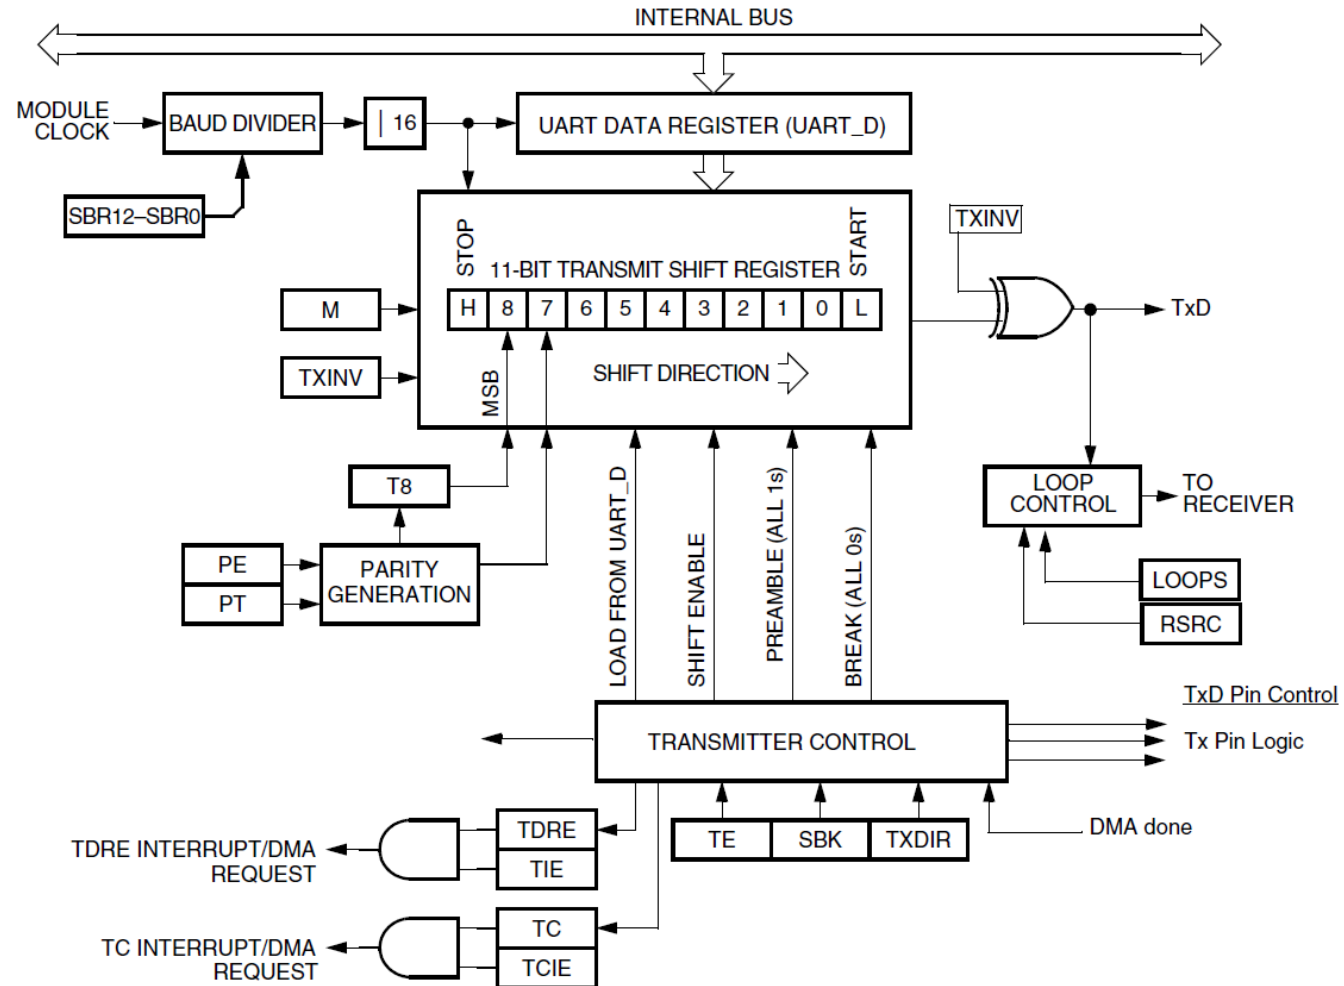 INTERNAL BUS
MODULE
CLOCK
BAUD DIVIDER
| 16
UART DATA REGISTER (UART_D)
SBR12–SBR0
TXINV
STOP
11-BIT TRANSMIT SHIFT REGISTER
START
H 8 7 6 5 4 3 2 1 0 L
M
TxD
TXINV
MSB
SHIFT DIRECTION
T8
LOAD FROM UART_D
SHIFT ENABLE
PREAMBLE (ALL 1s)
BREAK (ALL 0s)
LOOP
CONTROL
TO
RECEIVER
PE
PT
PARITY
GENERATION
LOOPS
RSRC
TRANSMITTER CONTROL
TxD Pin Control
Tx Pin Logic
TE
SBK
TXDIR
DMA done
TDRE
TIE
TDRE INTERRUPT/DMA
REQUEST
TC
TCIE
TC INTERRUPT/DMA
REQUEST